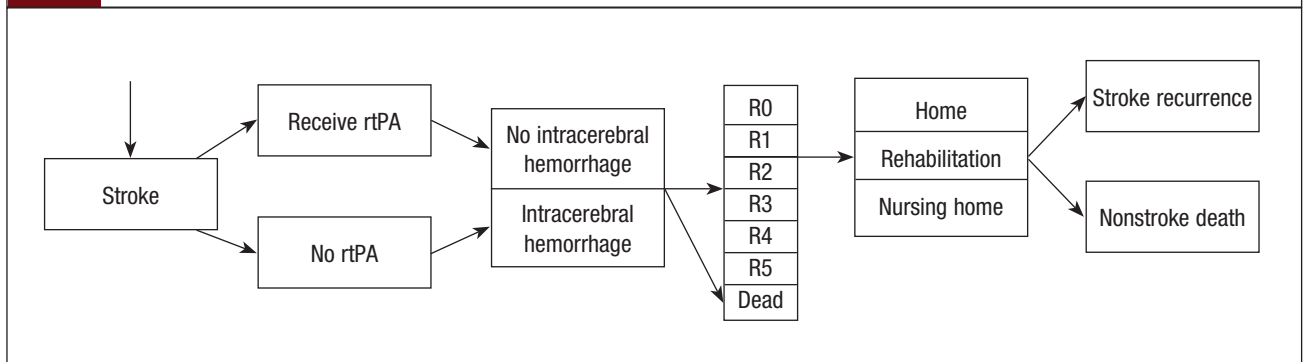 Stroke
Receive rtPA
No rtPA
No intracerebral
hemorrhage
Intracerebral
hemorrhage
R0
R1
R2
R3
R4
R5
Dead
Home
Rehabilitation
Nursing home
Stroke recurrence
Nonstroke death